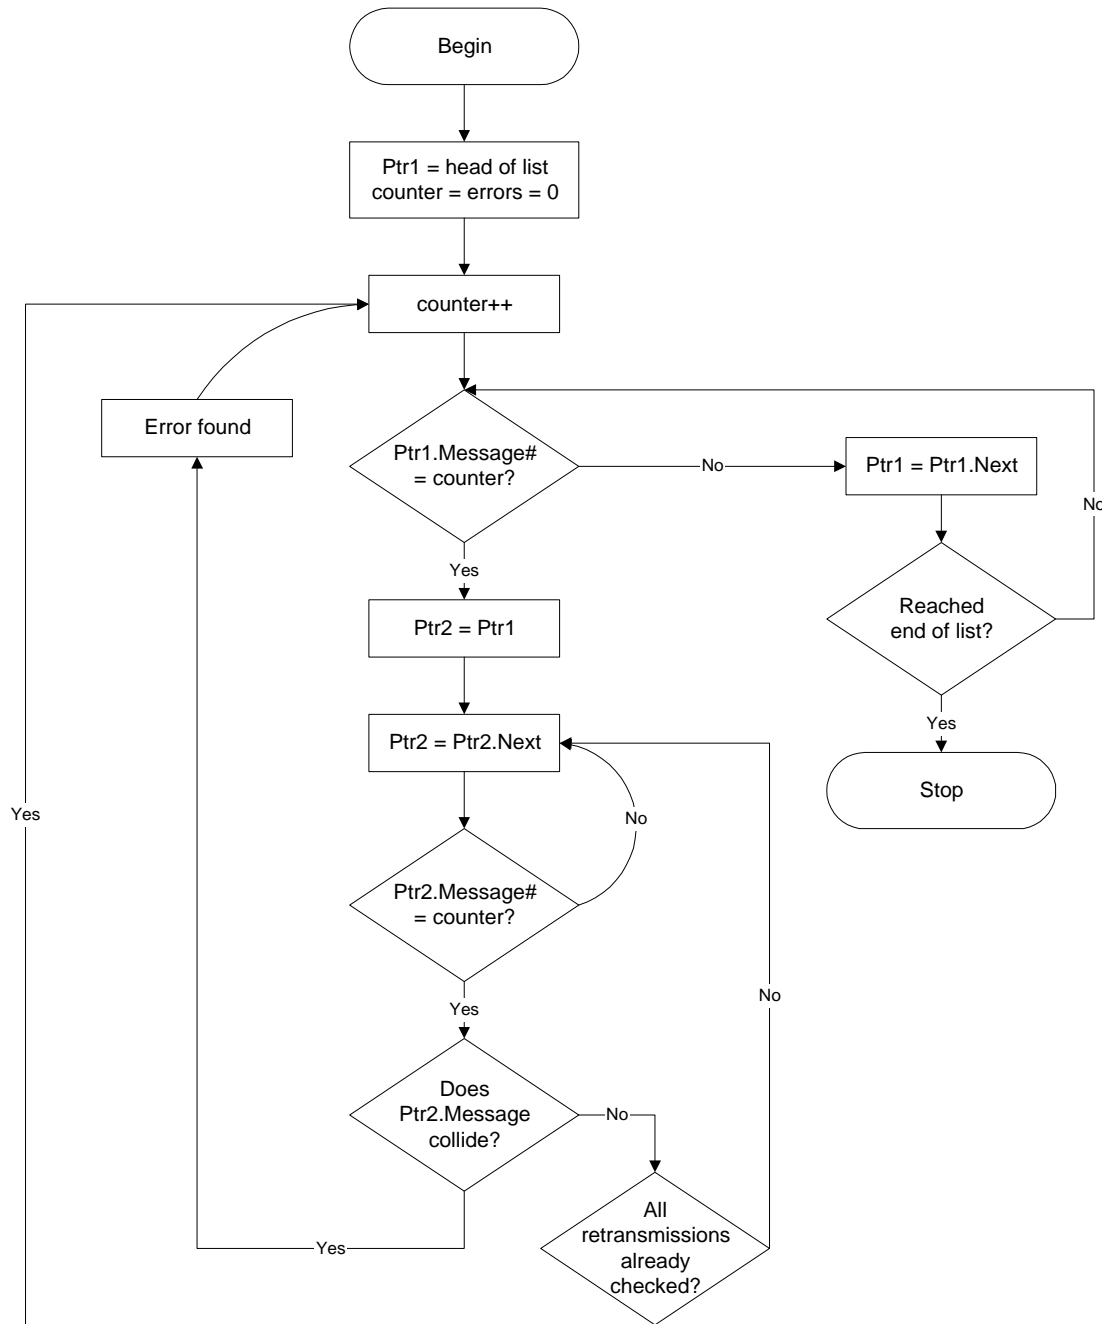 Begin
Ptr1 = head of list
counter = errors = 0
counter++
Error found
Ptr1.Message#
= counter?
No
Ptr1 = Ptr1.Next
No
Yes
Reached
end of list?
Ptr2 = Ptr1
Yes
Ptr2 = Ptr2.Next
Stop
Yes
No
Ptr2.Message#
= counter?
No
Yes
Does
Ptr2.Message
collide?
No
All
retransmissions
already
checked?
Yes